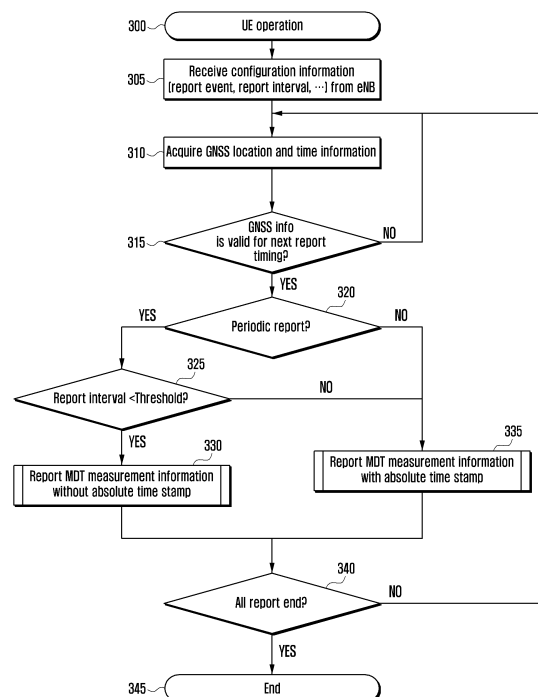 300
UE operation
305
Receive configuration information
(report event, report interval, ···) from eNB
310
Acquire GNSS location and time information
315
GNSS info
is valid for next report
timing?
NO
YES
320
Periodic report?
YES
NO
325
Report interval <Threshold?
NO
YES
330
Report MDT measurement information
without absolute time stamp
335
Report MDT measurement information
with absolute time stamp
340
All report end?
NO
YES
345
End